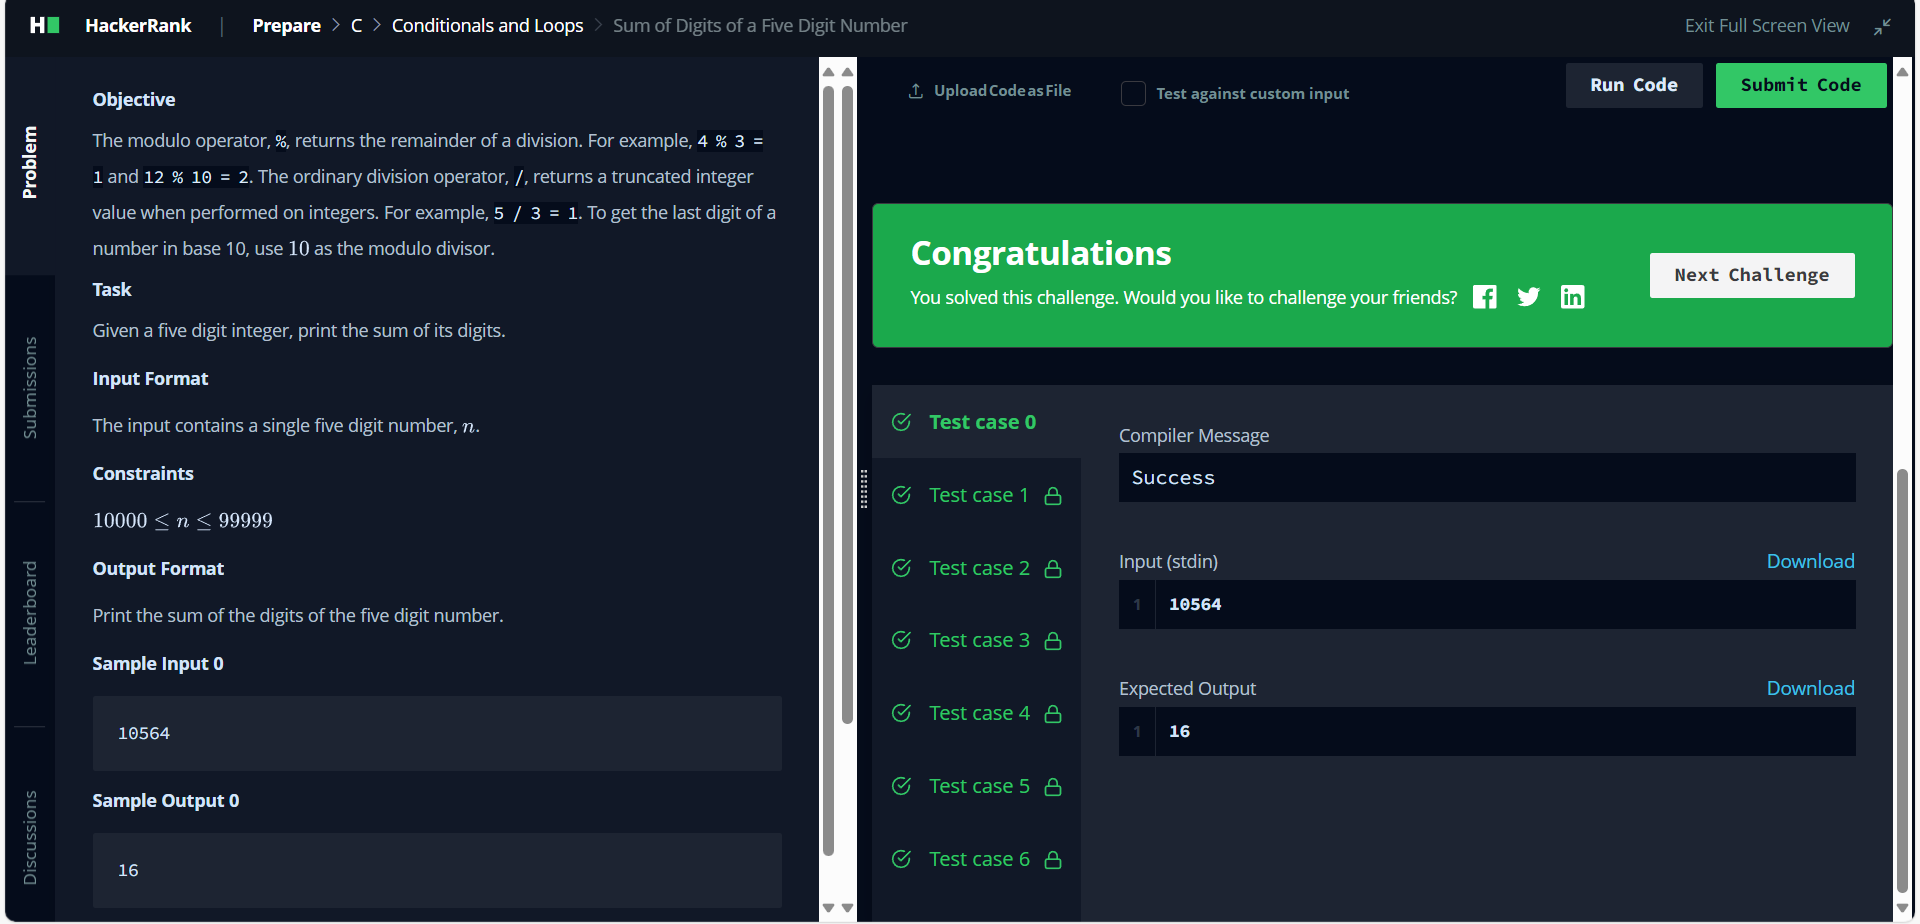 HackerRank | Prepare > C > Conditionals and Loops > Sum of Digits of a Five Digit Number
Exit Full Screen View
Problem
Submissions
Leaderboard
Discussions
Objective
The modulo operator, %, returns the remainder of a division. For example, 4 % 3 =
1 and 12 % 10 = 2. The ordinary division operator, /, returns a truncated integer
value when performed on integers. For example, 5 / 3 = 1. To get the last digit of a
number in base 10, use 10 as the modulo divisor.
Task
Given a five digit integer, print the sum of its digits.
Input Format
The input contains a single five digit number, n.
Constraints
10000 ≤ n ≤ 99999
Output Format
Print the sum of the digits of the five digit number.
Sample Input 0
10564
Sample Output 0
16
Upload Code as File
Test against custom input
Run Code
Submit Code
Congratulations
You solved this challenge. Would you like to challenge your friends?
Next Challenge
Test case 0
Test case 1
Test case 2
Test case 3
Test case 4
Test case 5
Test case 6
Compiler Message
Success
Input (stdin)
Download
1 10564
Expected Output
Download
1 16